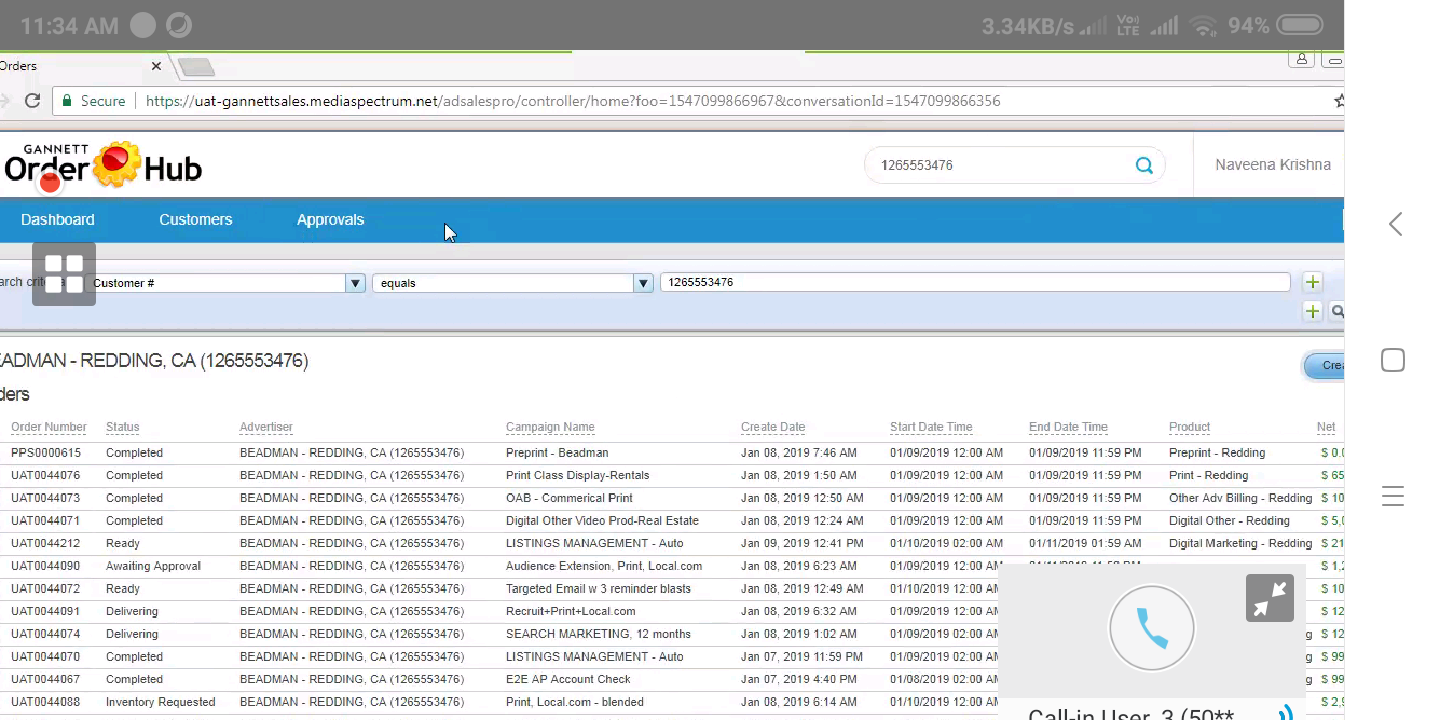 11:34 AM 3.34KB/s Vo) LTE 94%
Orders
Secure https://uat-gannettsales.mediaspectrum.net/adsalespro/controller/home?foo=1547099866967&conversationId=1547099866356
GANNETT
Order Hub 1265553476 Naveena Krishna
Dashboard Customers Approvals
arch crite Customer # equals 1265553476
EADMAN - REDDING, CA (1265553476) Crea
ders
Order Number Status Advertiser Campaign Name Create Date Start Date Time End Date Time Product Net
PPS0000615 Completed BEADMAN - REDDING, CA (1265553476) Preprint - Beadman Jan 08, 2019 7:46 AM 01/09/2019 12:00 AM 01/09/2019 11:59 PM Preprint - Redding $ 0.0
UAT0044076 Completed BEADMAN - REDDING, CA (1265553476) Print Class Display-Rentals Jan 08, 2019 1:50 AM 01/09/2019 12:00 AM 01/09/2019 11:59 PM Print - Redding $ 65
UAT0044073 Completed BEADMAN - REDDING, CA (1265553476) OAB - Commerical Print Jan 08, 2019 12:50 AM 01/09/2019 12:00 AM 01/09/2019 11:59 PM Other Adv Billing - Redding $ 10
UAT0044071 Completed BEADMAN - REDDING, CA (1265553476) Digital Other Video Prod-Real Estate Jan 08, 2019 12:24 AM 01/09/2019 12:00 AM 01/09/2019 11:59 PM Digital Other - Redding $ 5,0
UAT0044212 Ready BEADMAN - REDDING, CA (1265553476) LISTINGS MANAGEMENT - Auto Jan 09, 2019 12:41 PM 01/10/2019 02:00 AM 01/11/2019 01:59 AM Digital Marketing - Redding $ 21
UAT0044090 Awaiting Approval BEADMAN - REDDING, CA (1265553476) Audience Extension, Print, Local.com Jan 08, 2019 6:23 AM 01/09/2019 12:00 AM $ 1,2
UAT0044072 Ready BEADMAN - REDDING, CA (1265553476) Targeted Email w 3 reminder blasts Jan 08, 2019 12:49 AM 01/10/2019 12:00 AM $ 10
UAT0044091 Delivering BEADMAN - REDDING, CA (1265553476) Recruit+Print+Local.com Jan 08, 2019 6:32 AM 01/09/2019 12:00 AM $ 12
UAT0044074 Delivering BEADMAN - REDDING, CA (1265553476) SEARCH MARKETING, 12 months Jan 08, 2019 1:02 AM 01/09/2019 02:00 AM g $ 12
UAT0044070 Completed BEADMAN - REDDING, CA (1265553476) LISTINGS MANAGEMENT - Auto Jan 07, 2019 11:59 PM 01/09/2019 02:00 AM g $ 99
UAT0044067 Completed BEADMAN - REDDING, CA (1265553476) E2E AP Account Check Jan 07, 2019 4:40 PM 01/08/2019 02:00 AM g $ 99
UAT0044088 Inventory Requested BEADMAN - REDDING, CA (1265553476) Print, Local.com - blended Jan 08, 2019 6:14 AM 01/09/2019 12:00 AM $ 2,9
Call-in User_3 (50**